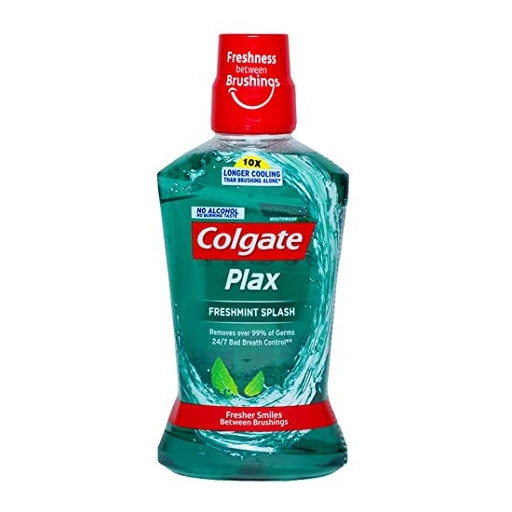 Freshness
between
Brushings
10X
LONGER COOLING
THAN BRUSHING ALONE*
NO ALCOHOL
NO BURNING TASTE
MOUTHWASH
Colgate
Plax
FRESHMINT SPLASH
Removes over 99% of Germs
24/7 Bad Breath Control**
Fresher Smiles
Between Brushings